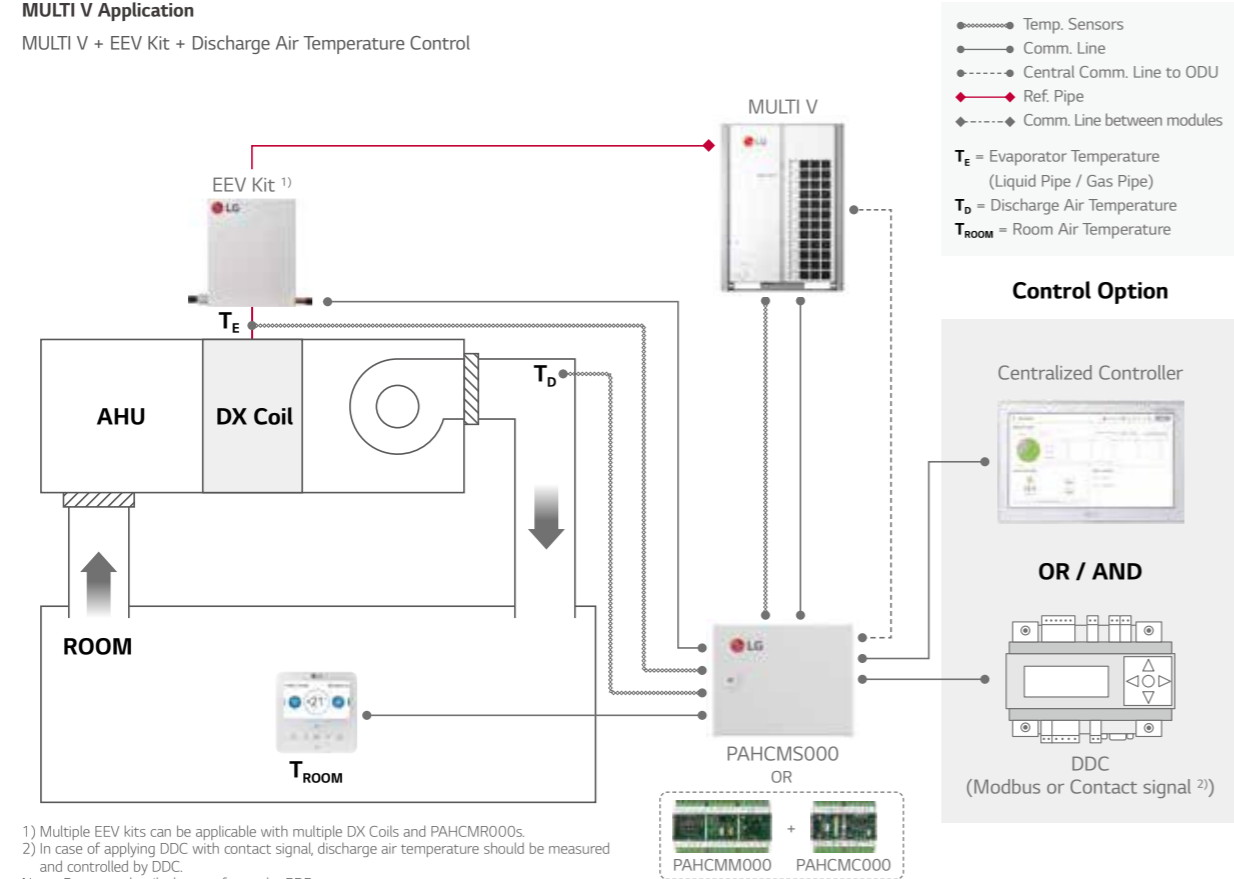 MULTI V Application
MULTI V + EEV Kit + Discharge Air Temperature Control
Temp. Sensors
Comm. Line
Central Comm. Line to ODU
Ref. Pipe
Comm. Line between modules
TE = Evaporator Temperature
(Liquid Pipe / Gas Pipe)
TD = Discharge Air Temperature
TROOM = Room Air Temperature
MULTI V
LG
EEV Kit 1)
LG
TE
AHU
DX Coil
TD
ROOM
TROOM
LG
PAHCMS000
OR
PAHCMM000
+
PAHCMC000
Control Option
Centralized Controller
OR / AND
DDC
(Modbus or Contact signal 2))
1) Multiple EEV kits can be applicable with multiple DX Coils and PAHCMR000s.
2) In case of applying DDC with contact signal, discharge air temperature should be measured
and controlled by DDC.